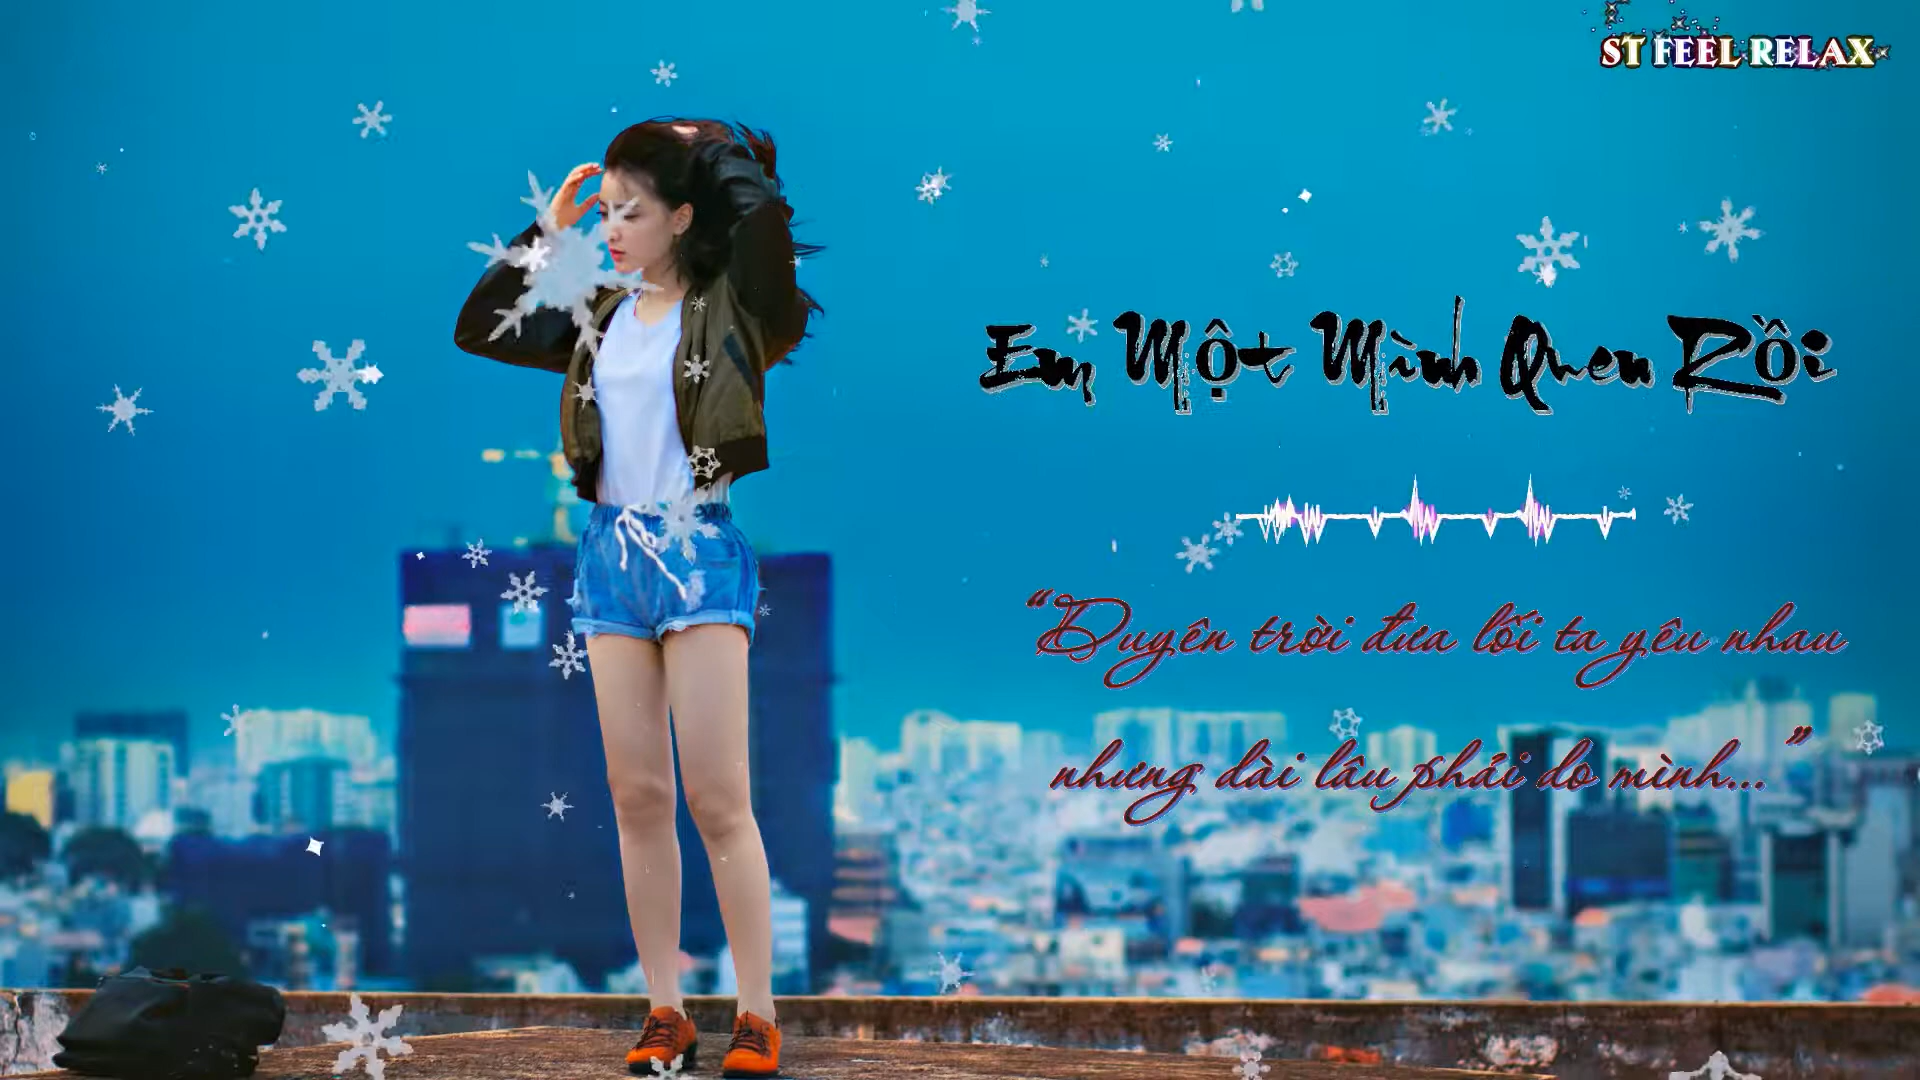 ST FEEL RELAX
Em Một Mình Quen Rồi
“Duyên trời đưa lối ta yêu nhau
nhưng dài lâu phải do mình...”